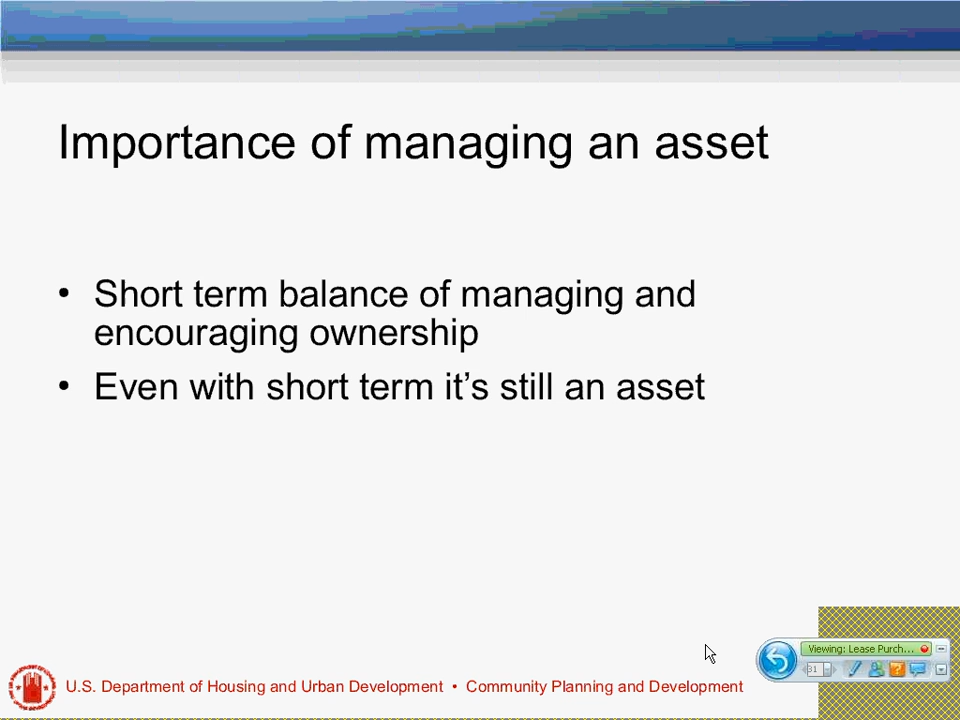 Importance of managing an asset
• Short term balance of managing and
encouraging ownership
• Even with short term it’s still an asset
U.S. Department of Housing and Urban Development • Community Planning and Development
Viewing: Lease Purch...
31